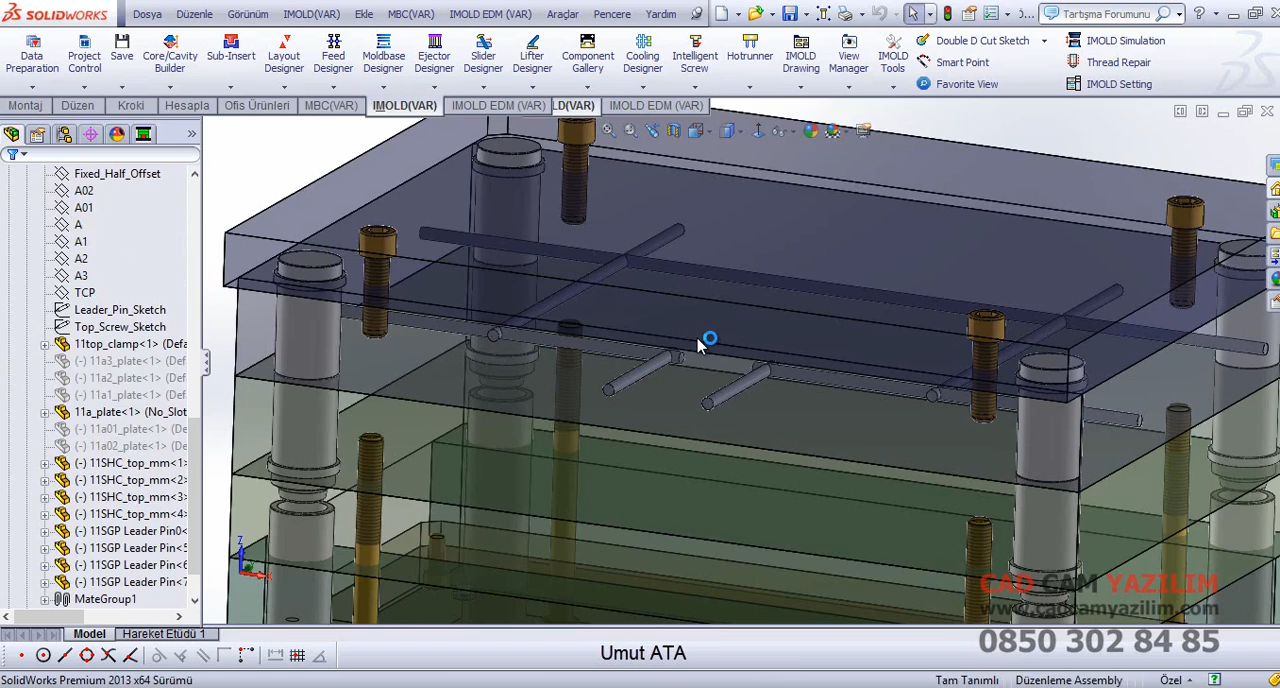 SOLIDWORKS Dosya Düzenle Görünüm IMOLD(VAR) Ekle MBC(VAR) IMOLD EDM (VAR) Araçlar Pencere Yardım Tartışma Forumunu
Data Preparation Project Control Save Core/Cavity Builder Sub-Insert Layout Designer Feed Designer Moldbase Designer Ejector Designer Slider Designer Lifter Designer Component Gallery Cooling Designer Intelligent Screw Hotrunner IMOLD Drawing View Manager IMOLD Tools
Double D Cut Sketch
Smart Point
Favorite View
IMOLD Simulation
Thread Repair
IMOLD Setting
Montaj Düzen Kroki Hesapla Ofis Ürünleri MBC(VAR) IMOLD(VAR) IMOLD EDM (VAR) LD(VAR) IMOLD EDM (VAR)
Fixed_Half_Offset
A02
A01
A
A1
A2
A3
TCP
Leader_Pin_Sketch
Top_Screw_Sketch
11top_clamp<1> (Defa
(-) 11a3_plate<1> (Def
(-) 11a2_plate<1> (Def
(-) 11a1_plate<1> (Def
11a_plate<1> (No_Slot
(-) 11a01_plate<1> (De
(-) 11a02_plate<1> (De
(-) 11SHC_top_mm<1>
(-) 11SHC_top_mm<2>
(-) 11SHC_top_mm<3>
(-) 11SHC_top_mm<4>
(-) 11SGP Leader Pin0<
(-) 11SGP Leader Pin<5
(-) 11SGP Leader Pin<6
(-) 11SGP Leader Pin<7
MateGroup1
Z
X
CAD CAM YAZILIM
www.cadcamyazilim.com
0850 302 84 85
Model Hareket Etüdü 1
Umut ATA
SolidWorks Premium 2013 x64 Sürümü Tam Tanımlı Düzenleme Assembly Özel